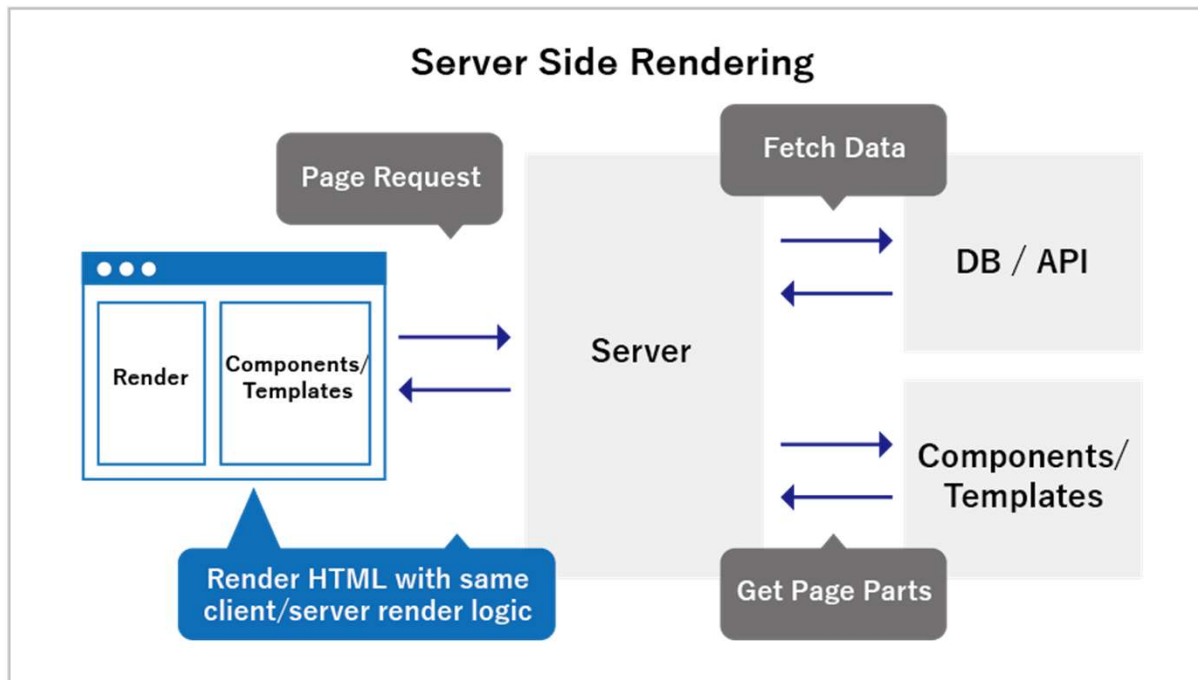 Server Side Rendering
Page Request
Fetch Data
DB / API
Server
Render
Components/
Templates
Components/
Templates
Render HTML with same
client/server render logic
Get Page Parts